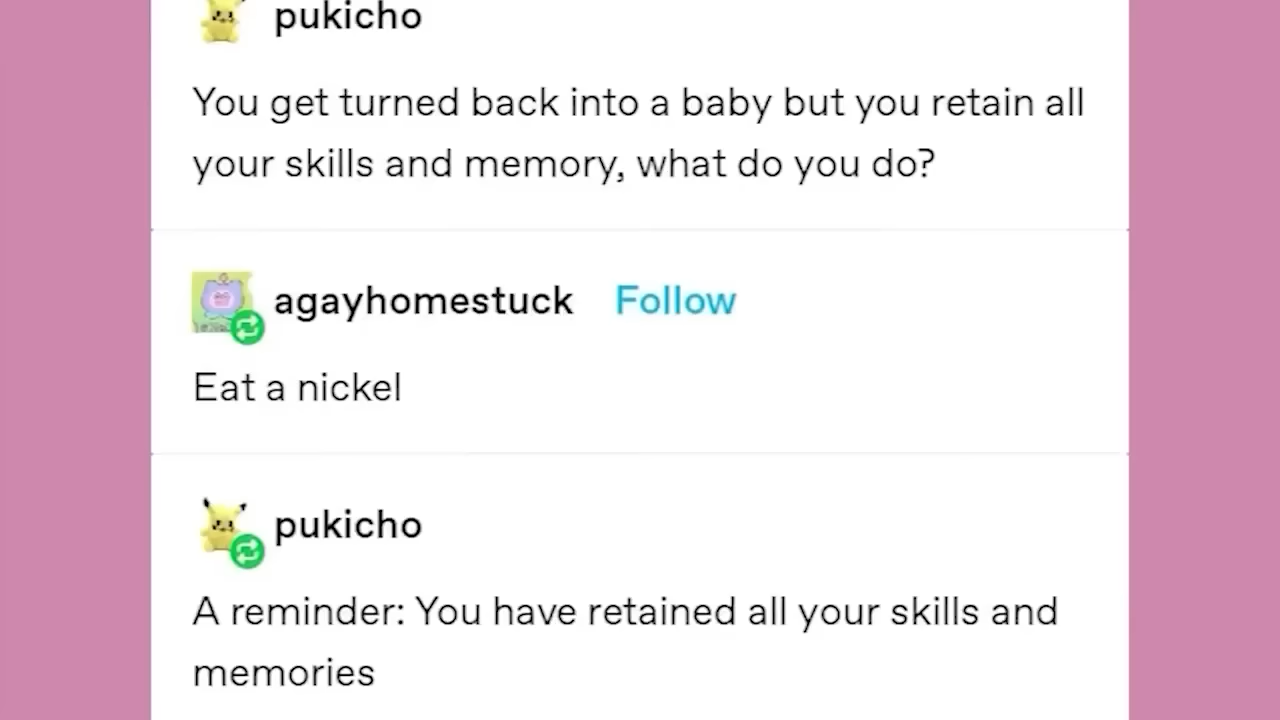 pukicho
You get turned back into a baby but you retain all
your skills and memory, what do you do?
agayhomestuck Follow
Eat a nickel
pukicho
A reminder: You have retained all your skills and
memories